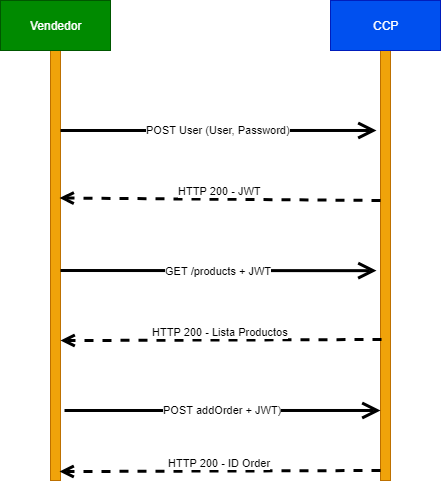 Vendedor
CCP
POST User (User, Password)
HTTP 200 - JWT
GET /products + JWT
HTTP 200 - Lista Productos
POST addOrder + JWT)
HTTP 200 - ID Order